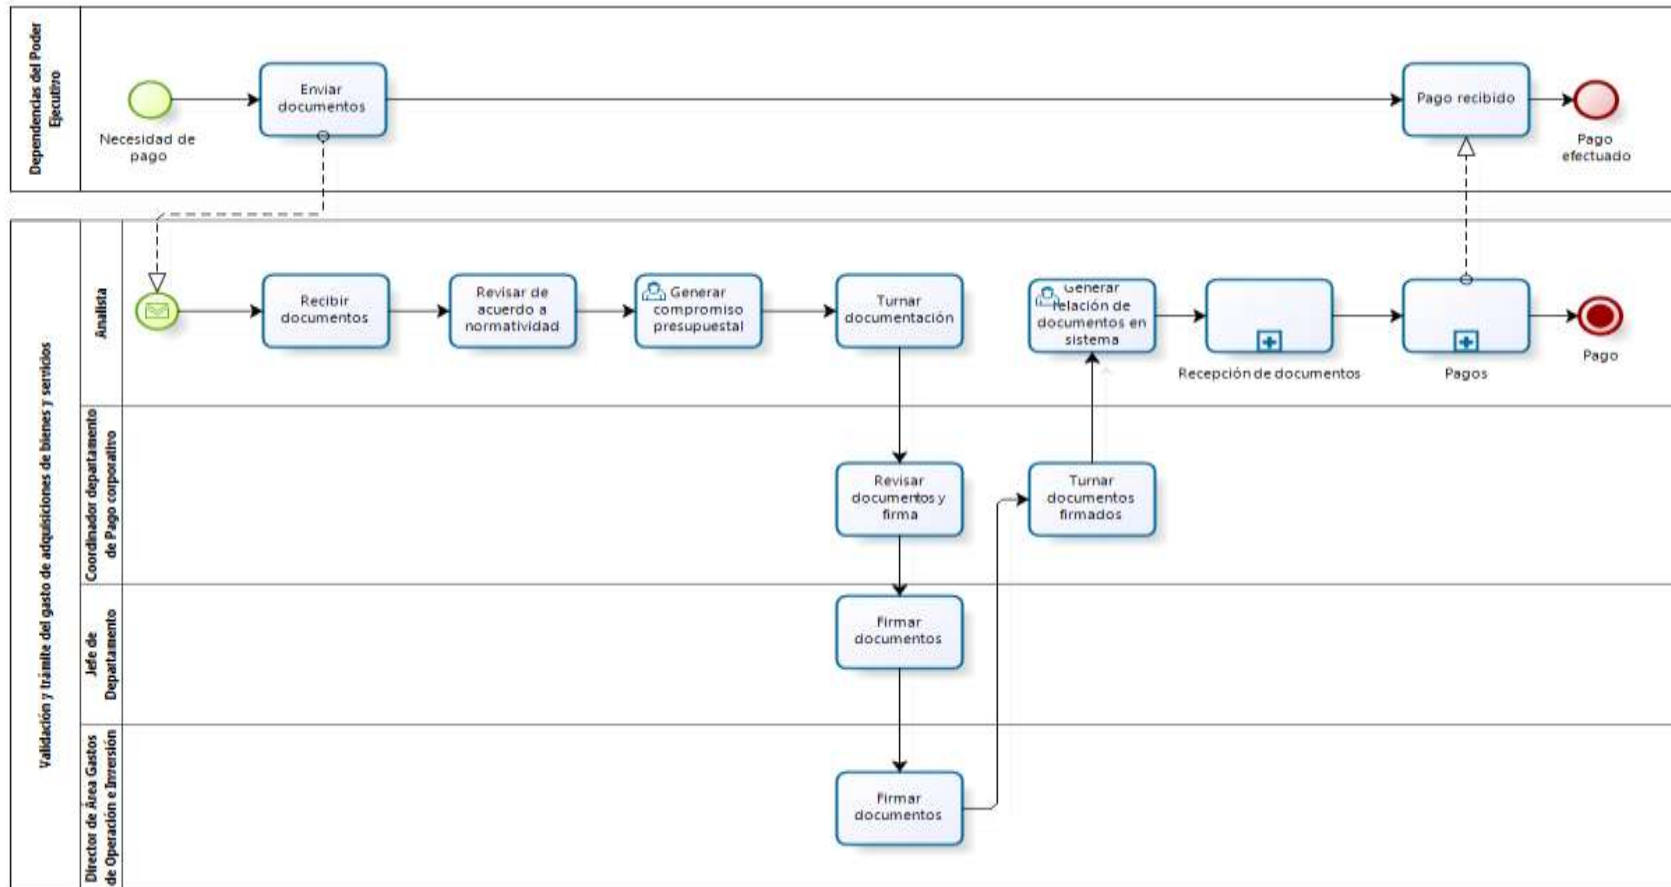 Dependencias del Poder
Ejecutivo
Necesidad de
pago
Enviar
documentos
Pago recibido
Pago
efectuado
Validación y trámite del gasto de adquisiciones de bienes y servicios
Analista
Recibir
documentos
Revisar de
acuerdo a
normatividad
Generar
compromiso
presupuestal
Turnar
documentación
Generar
relación de
documentos en
sistema
Recepción de documentos
Pagos
Pago
Coordinador departamento
de Pago corporativo
Revisar
documentos y
firma
Turnar
documentos
firmados
Jefe de
Departamento
Firmar
documentos
Director de Área Gastos
de Operación e Inversión
Firmar
documentos